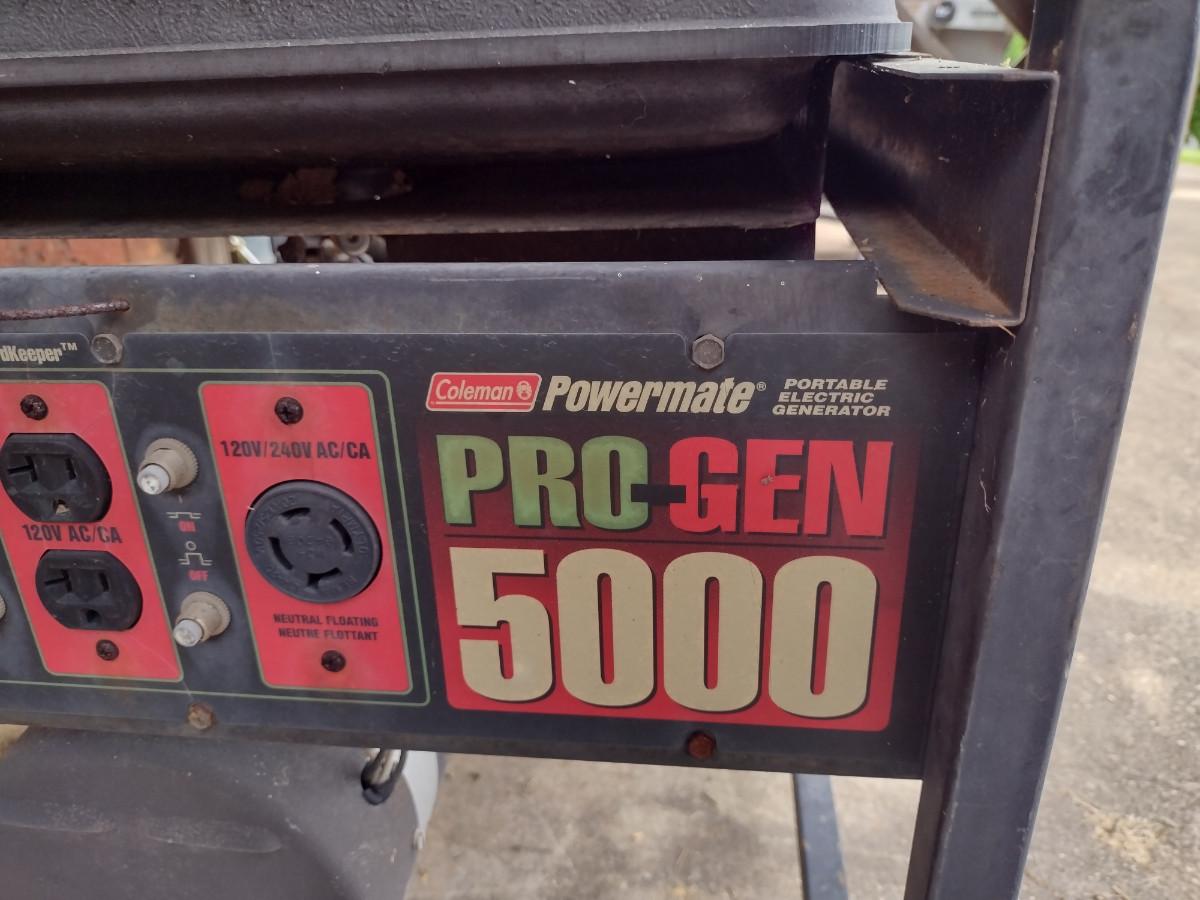 dKeeper™
120V AC/CA
ON
OFF
120V/240V AC/CA
NEUTRAL FLOATING
NEUTRE FLOTTANT
Coleman Powermate®
PORTABLE
ELECTRIC
GENERATOR
PRO-GEN
5000